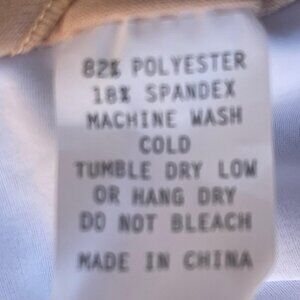 82% POLYESTER
18% SPANDEX
MACHINE WASH
COLD
TUMBLE DRY LOW
OR HANG DRY
DO NOT BLEACH
MADE IN CHINA